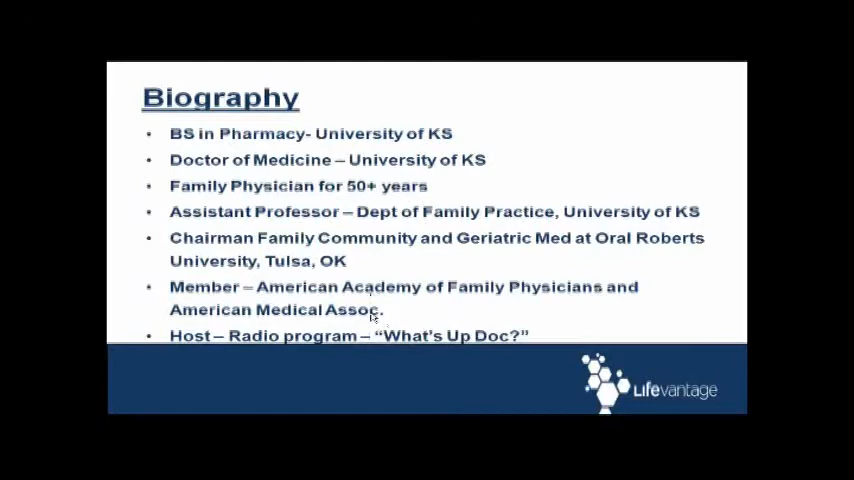 Biography
• BS in Pharmacy- University of KS
• Doctor of Medicine – University of KS
• Family Physician for 50+ years
• Assistant Professor – Dept of Family Practice, University of KS
• Chairman Family Community and Geriatric Med at Oral Roberts
University, Tulsa, OK
• Member – American Academy of Family Physicians and
American Medical Assoc.
• Host – Radio program – “What’s Up Doc?”
Lifevantage